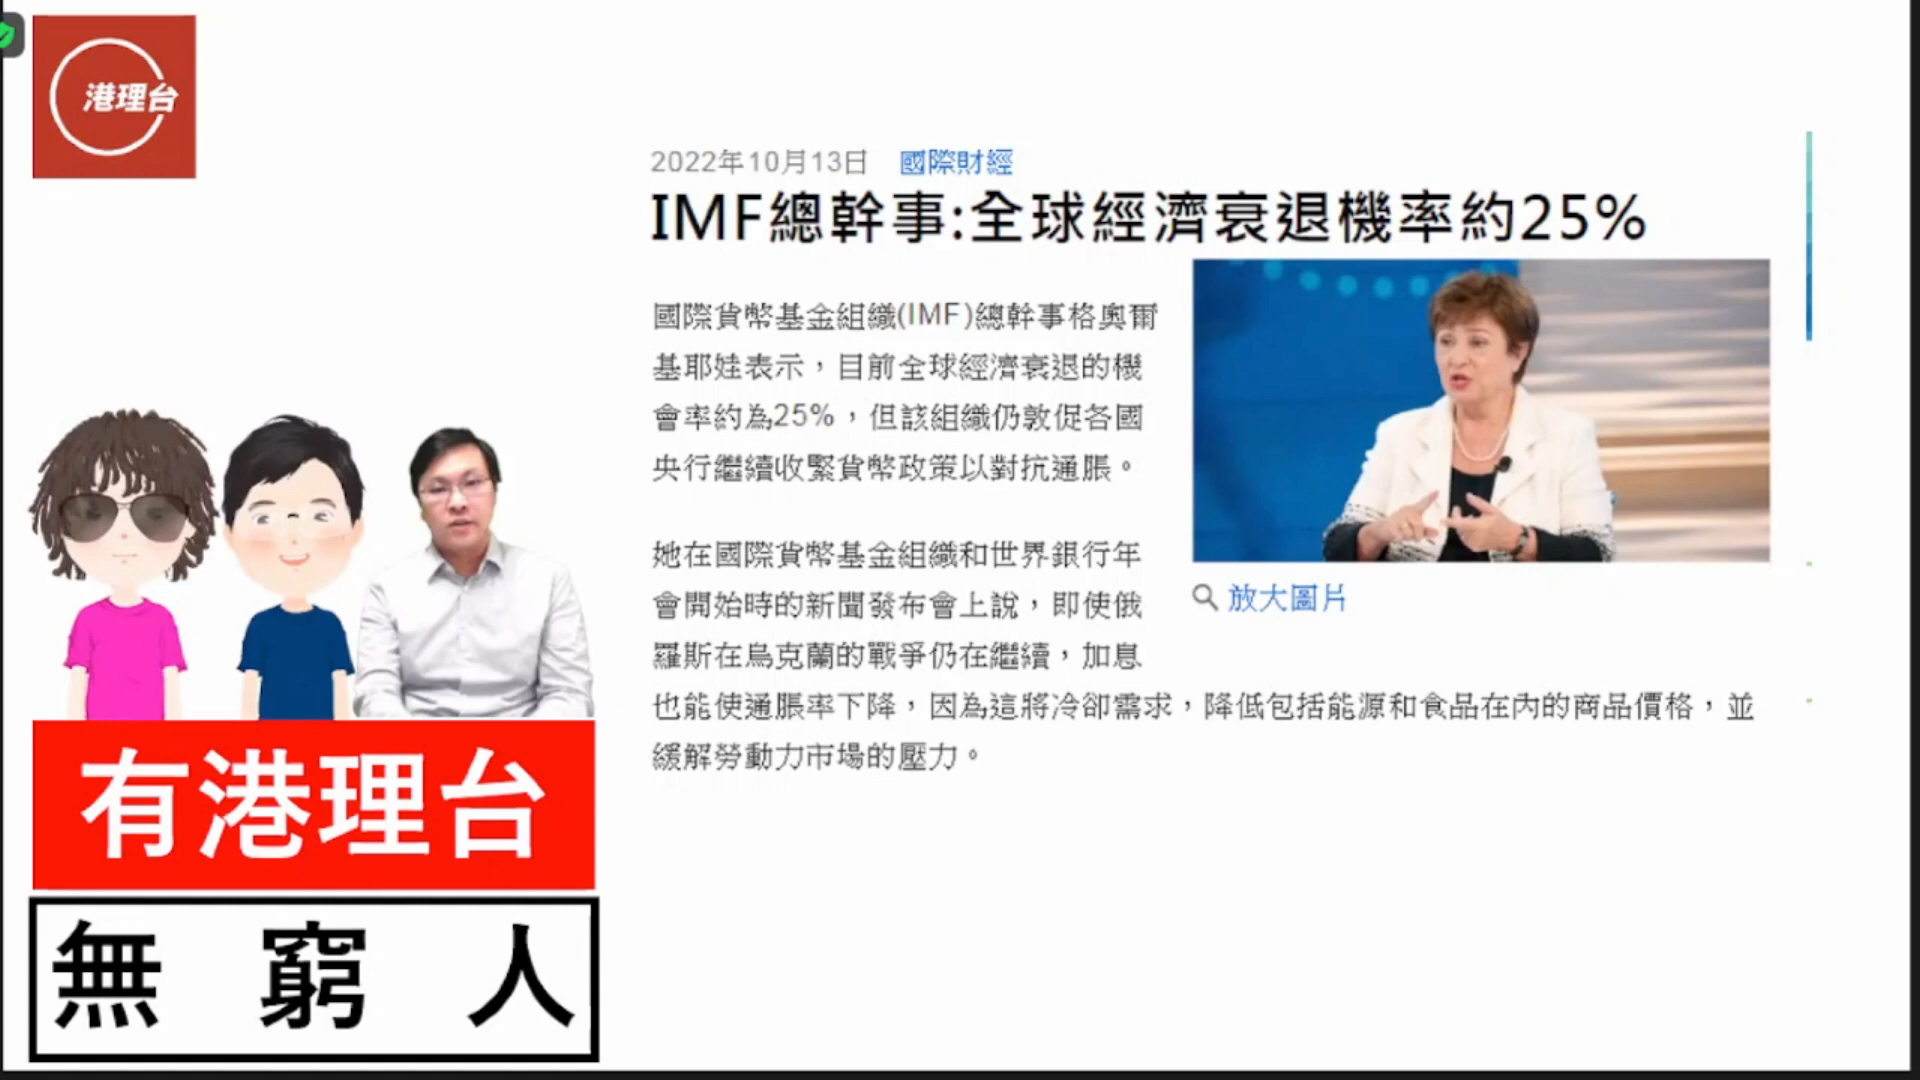 港理台
2022年10月13日 國際財經
IMF總幹事:全球經濟衰退機率約25%
國際貨幣基金組織(IMF)總幹事格奧爾
基耶娃表示，目前全球經濟衰退的機
會率約為25%，但該組織仍敦促各國
央行繼續收緊貨幣政策以對抗通脹。
她在國際貨幣基金組織和世界銀行年
會開始時的新聞發布會上說，即使俄
羅斯在烏克蘭的戰爭仍在繼續，加息
也能使通脹率下降，因為這將冷卻需求，降低包括能源和食品在內的商品價格，並
緩解勞動力市場的壓力。
放大圖片
有港理台
無窮人